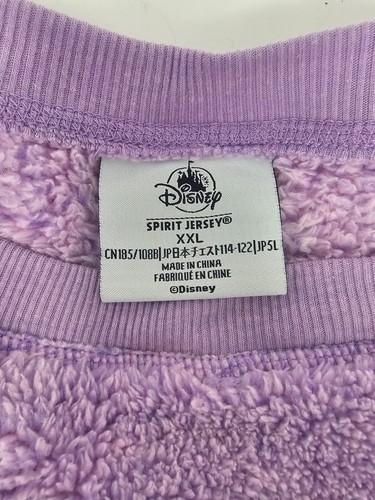 Disney
SPIRIT JERSEY®
XXL
CN185/108B|JP日本チェスト114-122|JP5L
MADE IN CHINA
FABRIQUÉ EN CHINE
©Disney